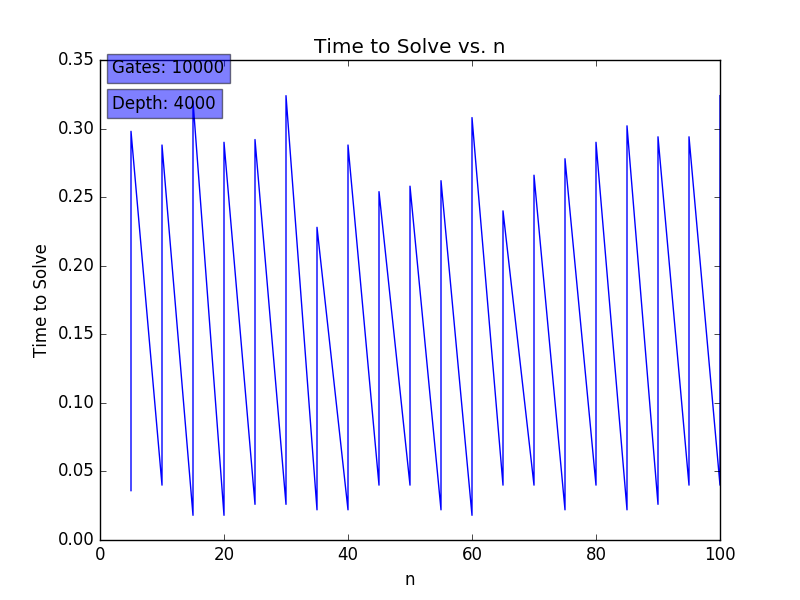 Time to Solve vs. n
Gates: 10000
Depth: 4000
Time to Solve
0.35
0.30
0.25
0.20
0.15
0.10
0.05
0.00
0 20 40 60 80 100
n